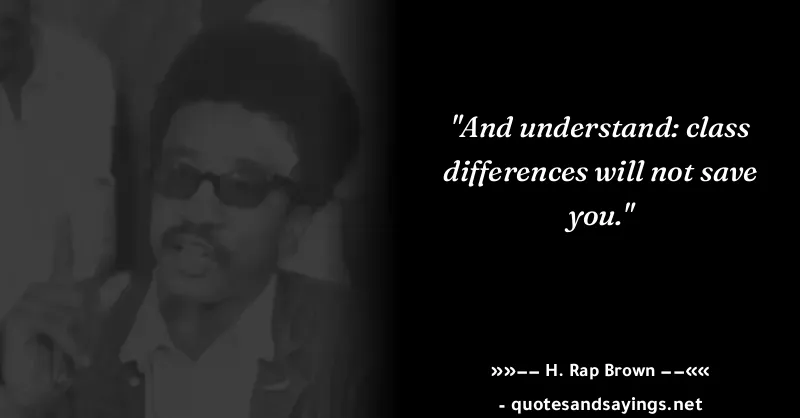 "And understand: class
differences will not save
you."
»»−− H. Rap Brown −−««
- quotesandsayings.net